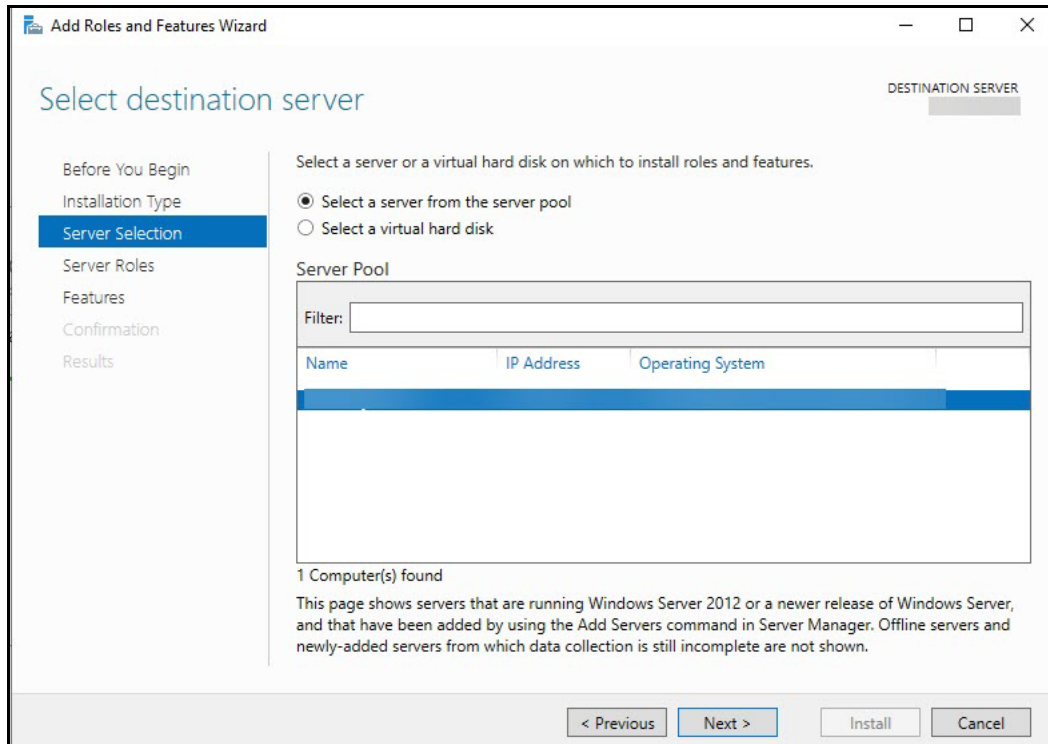 Add Roles and Features Wizard
Select destination server
DESTINATION SERVER
Before You Begin
Installation Type
Server Selection
Server Roles
Features
Confirmation
Results
Select a server or a virtual hard disk on which to install roles and features.
Select a server from the server pool
Select a virtual hard disk
Server Pool
Filter:
Name IP Address Operating System
1 Computer(s) found
This page shows servers that are running Windows Server 2012 or a newer release of Windows Server,
and that have been added by using the Add Servers command in Server Manager. Offline servers and
newly-added servers from which data collection is still incomplete are not shown.
< Previous Next > Install Cancel